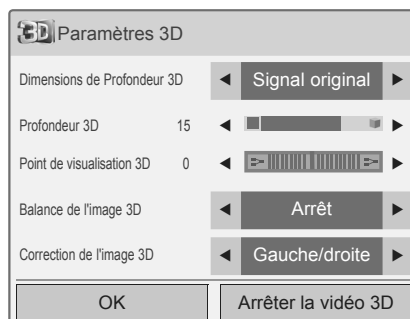 3D Paramètres 3D
Dimensions de Profondeur 3D Signal original
Profondeur 3D 15
Point de visualisation 3D 0
Balance de l'image 3D Arrêt
Correction de l'image 3D Gauche/droite
OK Arrêter la vidéo 3D